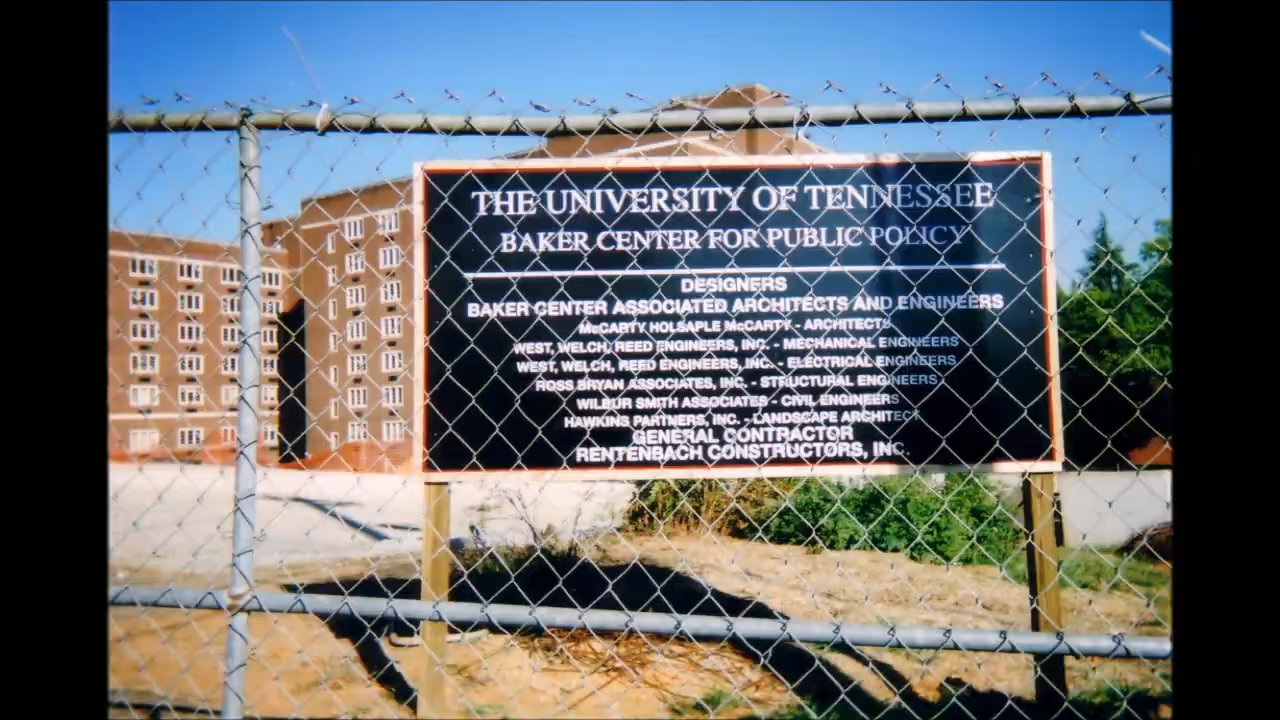 THE UNIVERSITY OF TENNESSEE
BAKER CENTER FOR PUBLIC POLICY
DESIGNERS
BAKER CENTER ASSOCIATED ARCHITECTS AND ENGINEERS
McCARTY HOLSAPLE McCARTY - ARCHITECTS
WEST, WELCH, REED ENGINEERS, INC. - MECHANICAL ENGINEERS
WEST, WELCH, REED ENGINEERS, INC. - ELECTRICAL ENGINEERS
ROSS BRYAN ASSOCIATES, INC. - STRUCTURAL ENGINEERS
WILBUR SMITH ASSOCIATES - CIVIL ENGINEERS
HAWKINS PARTNERS, INC. - LANDSCAPE ARCHITECT
GENERAL CONTRACTOR
RENTENBACH CONSTRUCTORS, INC.